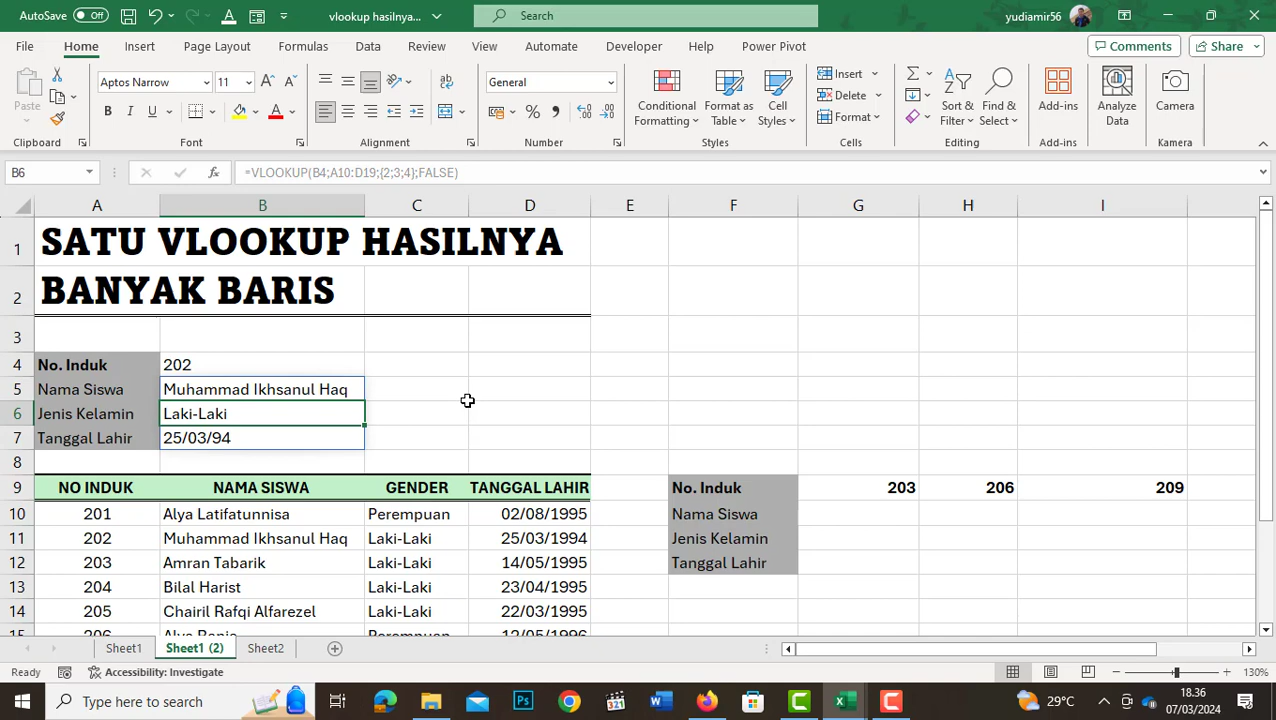 AutoSave Off
vlookup hasilnya...
Search
yudiamir56
File Home Insert Page Layout Formulas Data Review View Automate Developer Help Power Pivot
Comments Share
Paste
Aptos Narrow 11
B I U A
General
Conditional Formatting
Format as Table
Cell Styles
Insert
Delete
Format
Sort & Filter
Find & Select
Add-ins
Analyze Data
Camera
Clipboard Font Alignment Number Styles Cells Editing Add-ins Kamera
B6 fx =VLOOKUP(B4;A10:D19;{2;3;4};FALSE)
A B C D E F G H I
1 SATU VLOOKUP HASILNYA
2 BANYAK BARIS
3
4 No. Induk 202
5 Nama Siswa Muhammad Ikhsanul Haq
6 Jenis Kelamin Laki-Laki
7 Tanggal Lahir 25/03/94
8
9 NO INDUK NAMA SISWA GENDER TANGGAL LAHIR No. Induk 203 206 209
10 201 Alya Latifatunnisa Perempuan 02/08/1995 Nama Siswa
11 202 Muhammad Ikhsanul Haq Laki-Laki 25/03/1994 Jenis Kelamin
12 203 Amran Tabarik Laki-Laki 14/05/1995 Tanggal Lahir
13 204 Bilal Harist Laki-Laki 23/04/1995
14 205 Chairil Rafqi Alfarezel Laki-Laki 22/03/1995
15 206 Alya Rania Perempuan 12/05/1996
Sheet1 Sheet1 (2) Sheet2
Ready Accessibility: Investigate 130%
Type here to search
29°C
18.36
07/03/2024